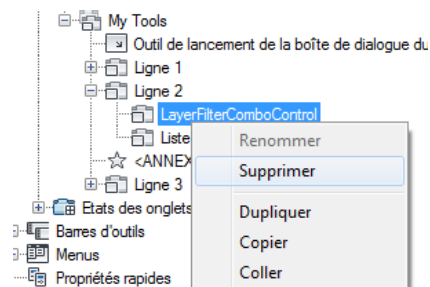 My Tools
Outil de lancement de la boîte de dialogue du
Ligne 1
Ligne 2
LayerFilterComboControl
Liste
<ANNEX
Ligne 3
Etats des onglets
Barres d'outils
Menus
Propriétés rapides
Renommer
Supprimer
Dupliquer
Copier
Coller